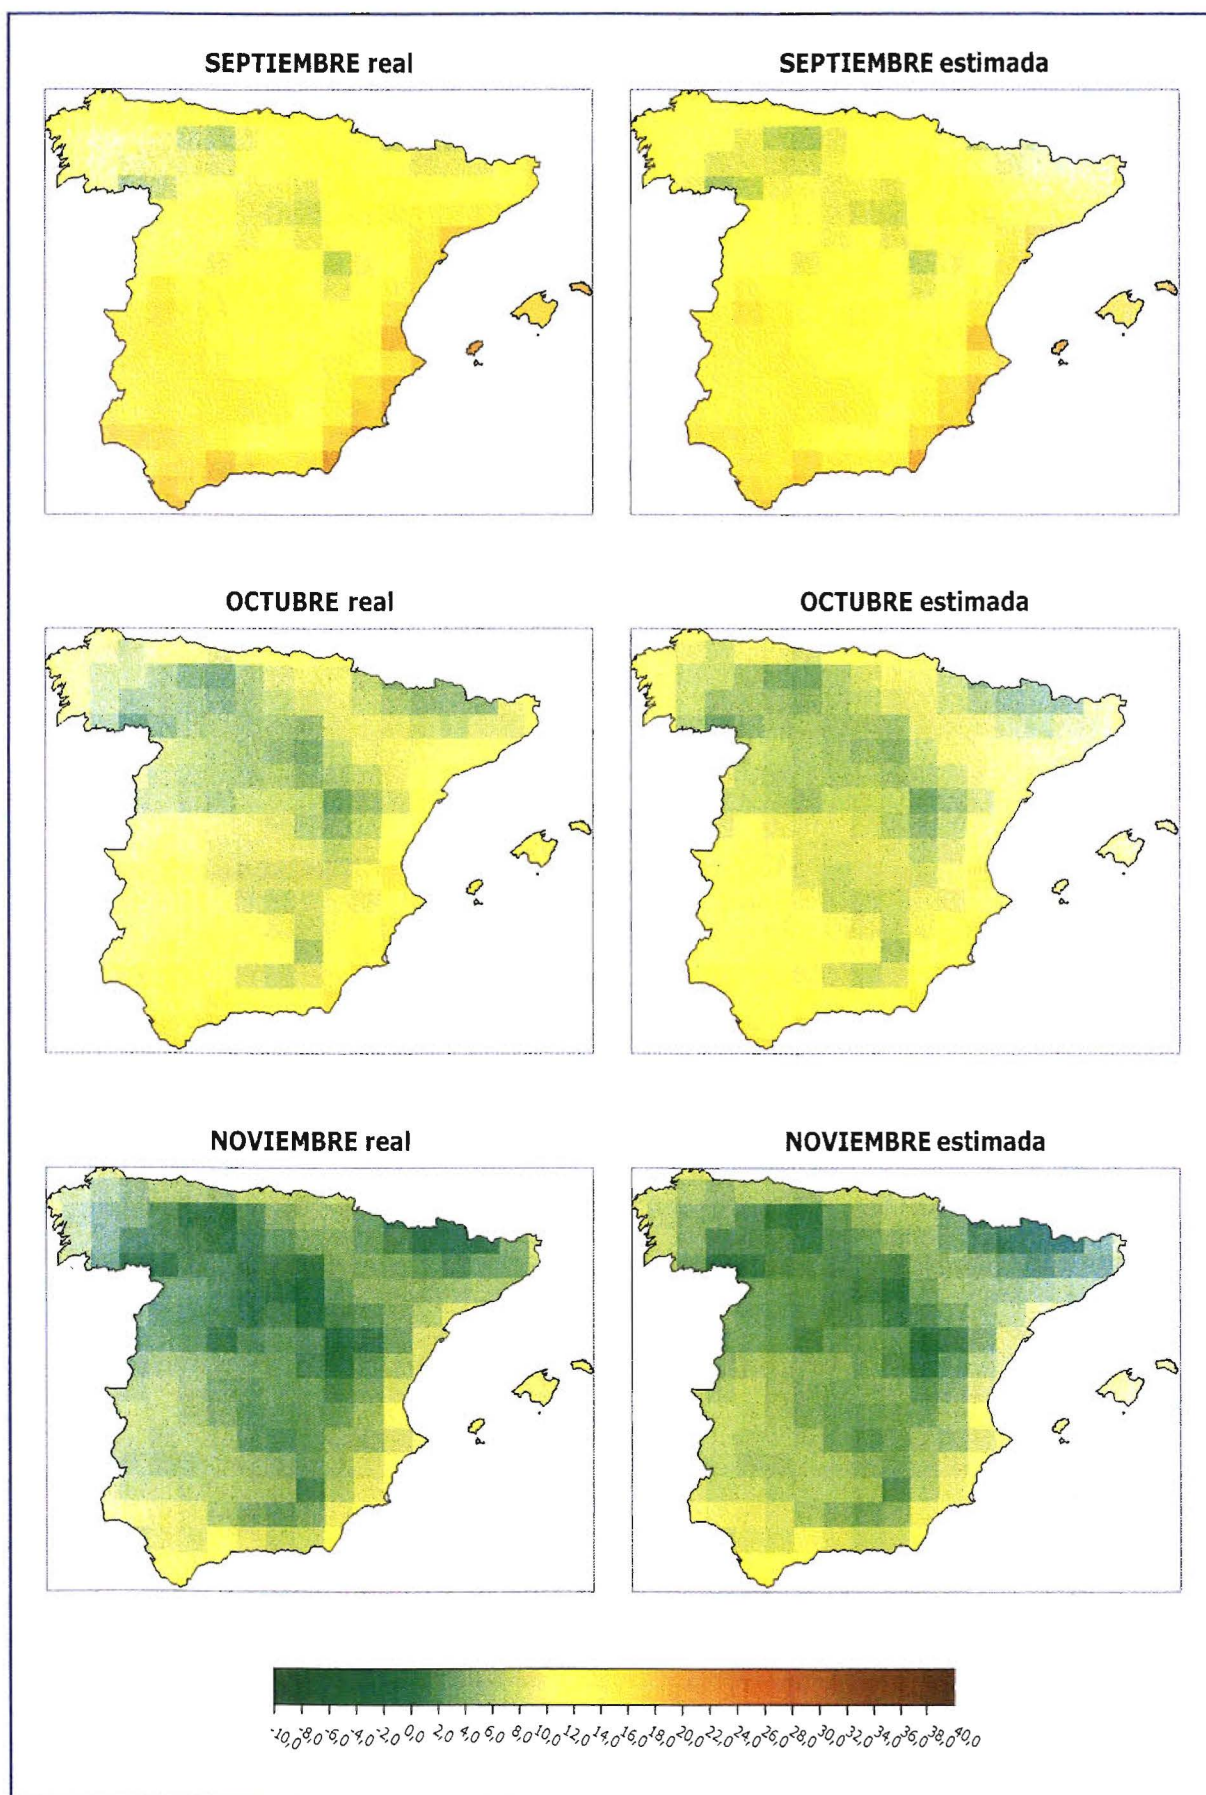 SEPTIEMBRE real
SEPTIEMBRE estimada
OCTUBRE real
OCTUBRE estimada
NOVIEMBRE real
NOVIEMBRE estimada
-10,0 -8,0 -6,0 -4,0 -2,0 0,0 2,0 4,0 6,0 8,0 10,0 12,0 14,0 16,0 18,0 20,0 22,0 24,0 26,0 28,0 30,0 32,0 34,0 36,0 38,0 40,0